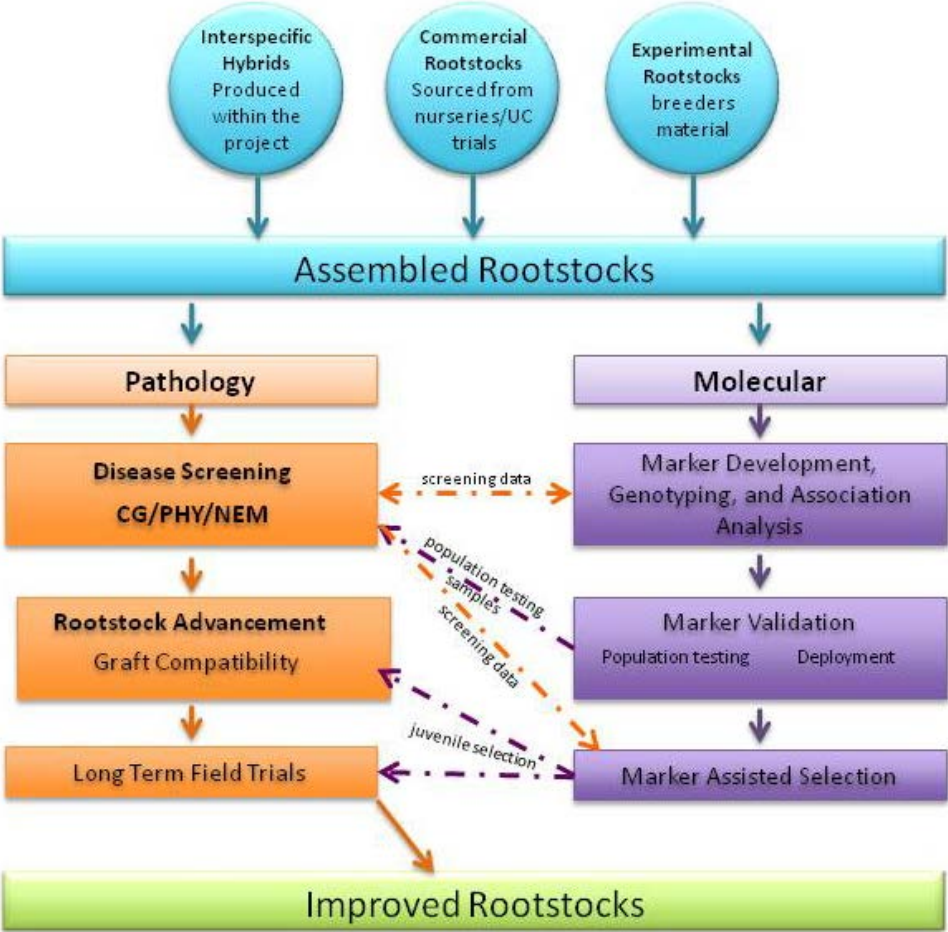 Interspecific
Hybrids
Produced
within the
project
Commercial
Rootstocks
Sourced from
nurseries/UC
trials
Experimental
Rootstocks
breeders
material
Assembled Rootstocks
Pathology
Molecular
Disease Screening
CG/PHY/NEM
screening data
Marker Development,
Genotyping, and Association
Analysis
population testing
samples
screening data
Rootstock Advancement
Graft Compatibility
Marker Validation
Population testing Deployment
juvenile selection
Long Term Field Trials
Marker Assisted Selection
Improved Rootstocks